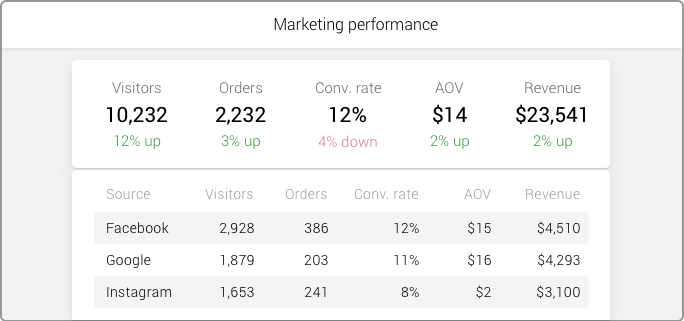 Marketing performance
Visitors Orders Conv. rate AOV Revenue
10,232 2,232 12% $14 $23,541
12% up 3% up 4% down 2% up 2% up
Source Visitors Orders Conv. rate AOV Revenue
Facebook 2,928 386 12% $15 $4,510
Google 1,879 203 11% $16 $4,293
Instagram 1,653 241 8% $2 $3,100